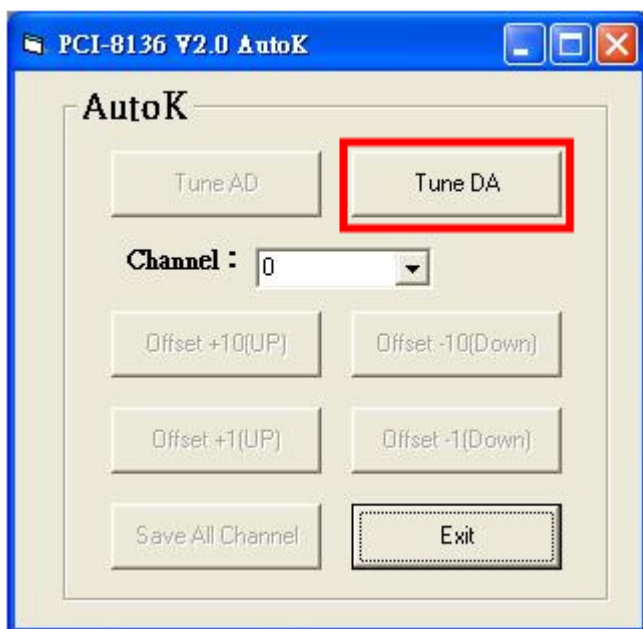 PCI-8136 V2.0 AutoK
AutoK
Tune AD
Tune DA
Channel：
0
Offset +10(UP)
Offset -10(Down)
Offset +1(UP)
Offset -1(Down)
Save All Channel
Exit